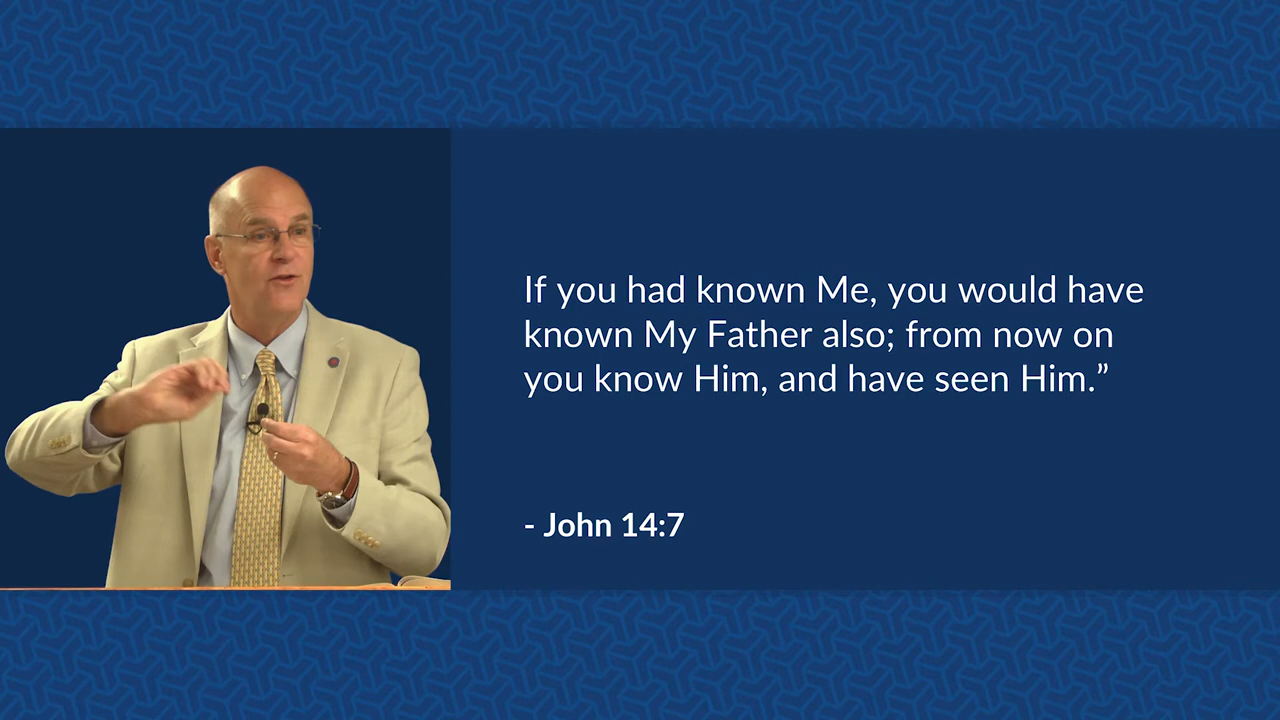 If you had known Me, you would have
known My Father also; from now on
you know Him, and have seen Him.”
- John 14:7